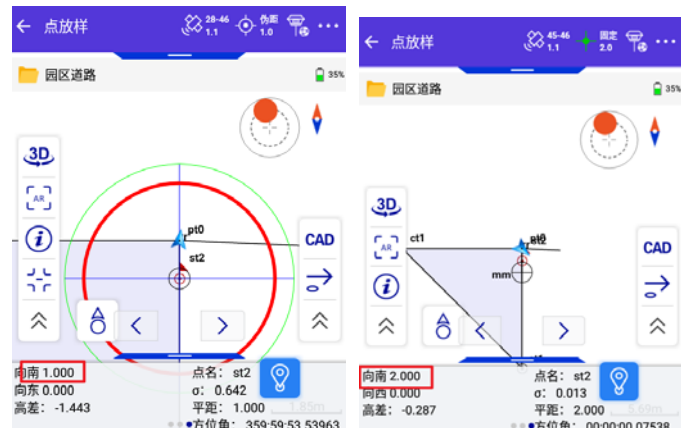 点放样
28-46
1.1
伪距
1.0
园区道路
35%
3D
AR
pt0
st2
CAD
向南 1.000
向东 0.000
高差: -1.443
点名: st2
σ: 0.642
平距: 1.000
1.85m
方位角: 359:59:53.53963
点放样
45-46
1.1
固定
2.0
园区道路
35%
3D
AR
ct1
mm
CAD
向南 2.000
向西 0.000
高差: -0.287
点名: st2
σ: 0.013
平距: 2.000
5.69m
方位角: 00:00:00.07538